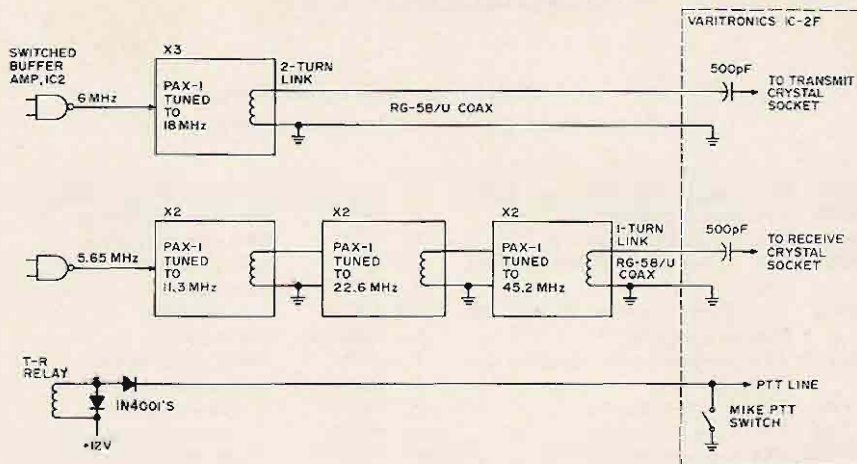 VARITRONICS IC-2F
SWITCHED
BUFFER
AMP, IC2
6 MHz
X3
PAX-1
TUNED
TO
18 MHz
2-TURN
LINK
RG-58/U COAX
500pF
TO TRANSMIT
CRYSTAL
SOCKET
5.65 MHz
X2
PAX-1
TUNED
TO
11.3 MHz
X2
PAX-1
TUNED
TO
22.6 MHz
X2
PAX-1
TUNED
TO
45.2 MHz
1-TURN
LINK
RG-58/U
COAX
500pF
TO RECEIVE
CRYSTAL
SOCKET
T-R
RELAY
1N4001'S
+12V
PTT LINE
MIKE PTT
SWITCH